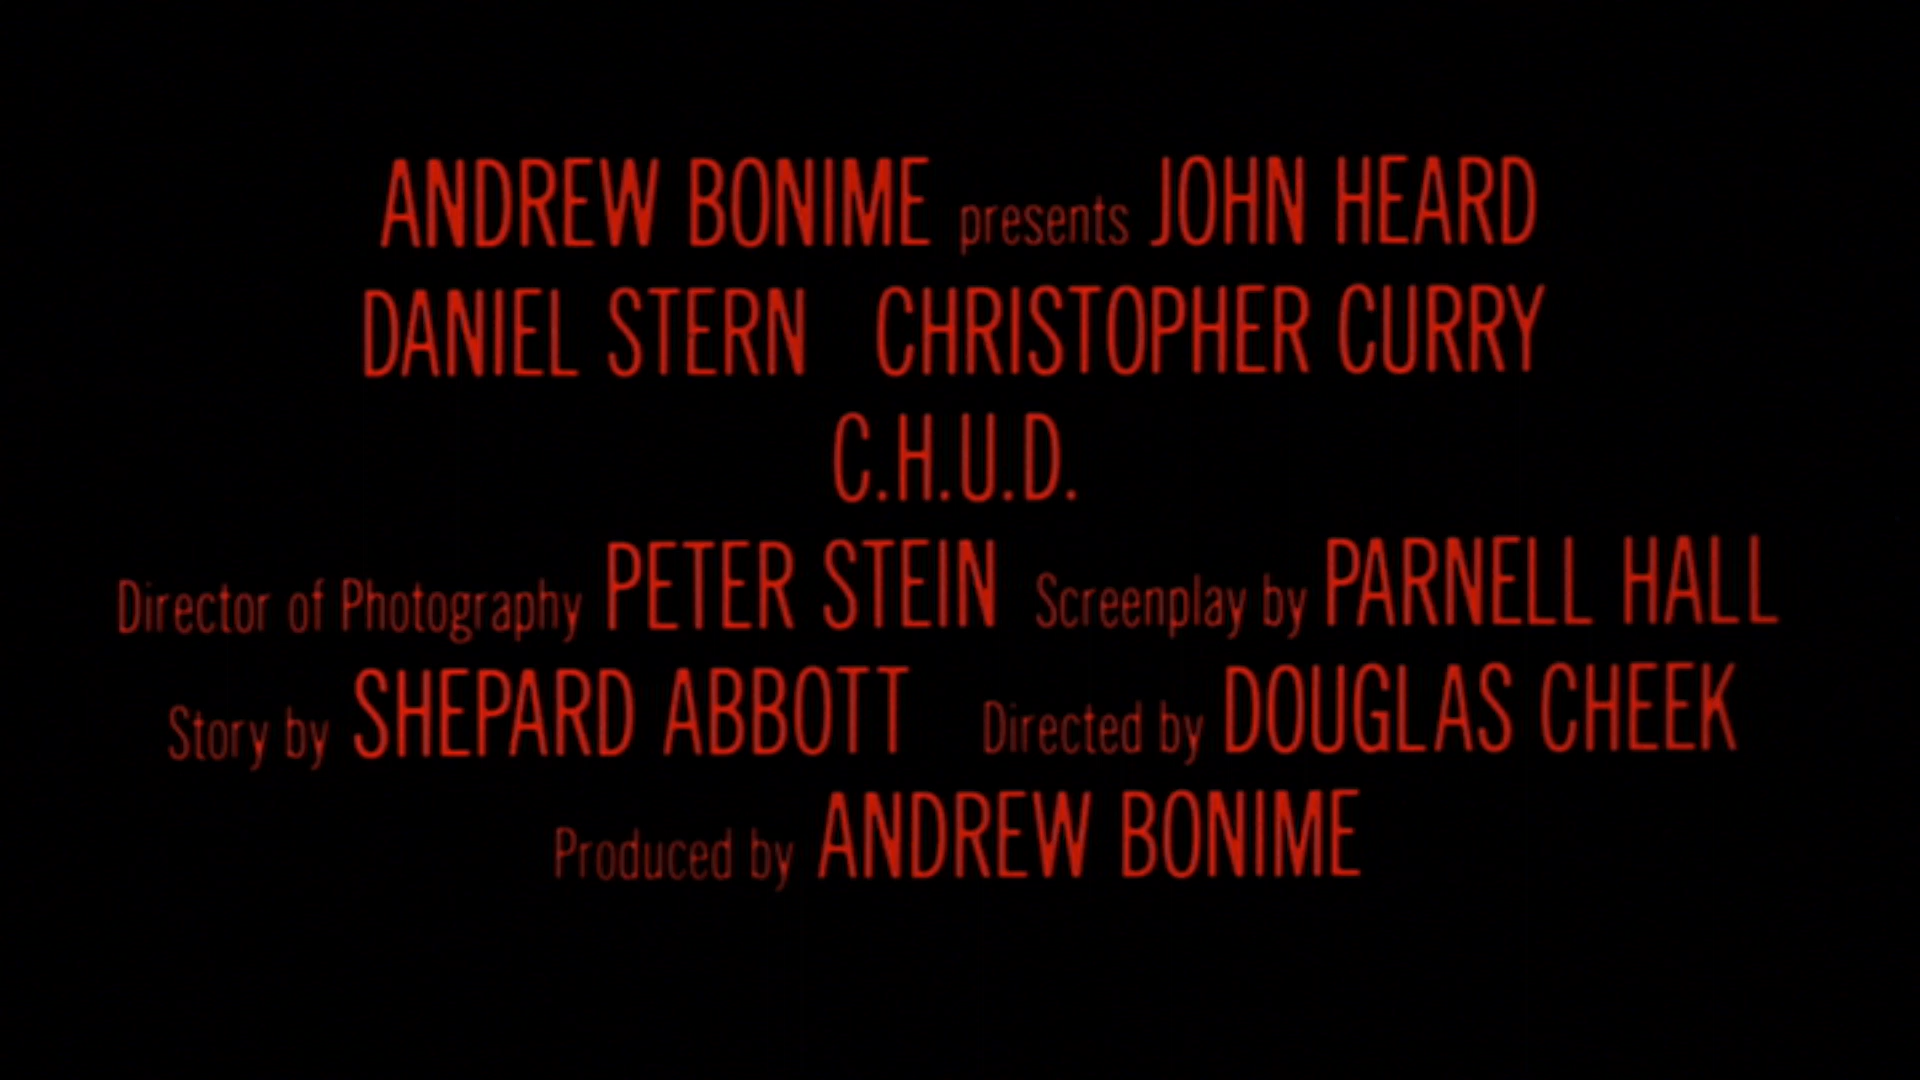 ANDREW BONIME presents JOHN HEARD
DANIEL STERN CHRISTOPHER CURRY
C.H.U.D.
Director of Photography PETER STEIN Screenplay by PARNELL HALL
Story by SHEPARD ABBOTT Directed by DOUGLAS CHEEK
Produced by ANDREW BONIME